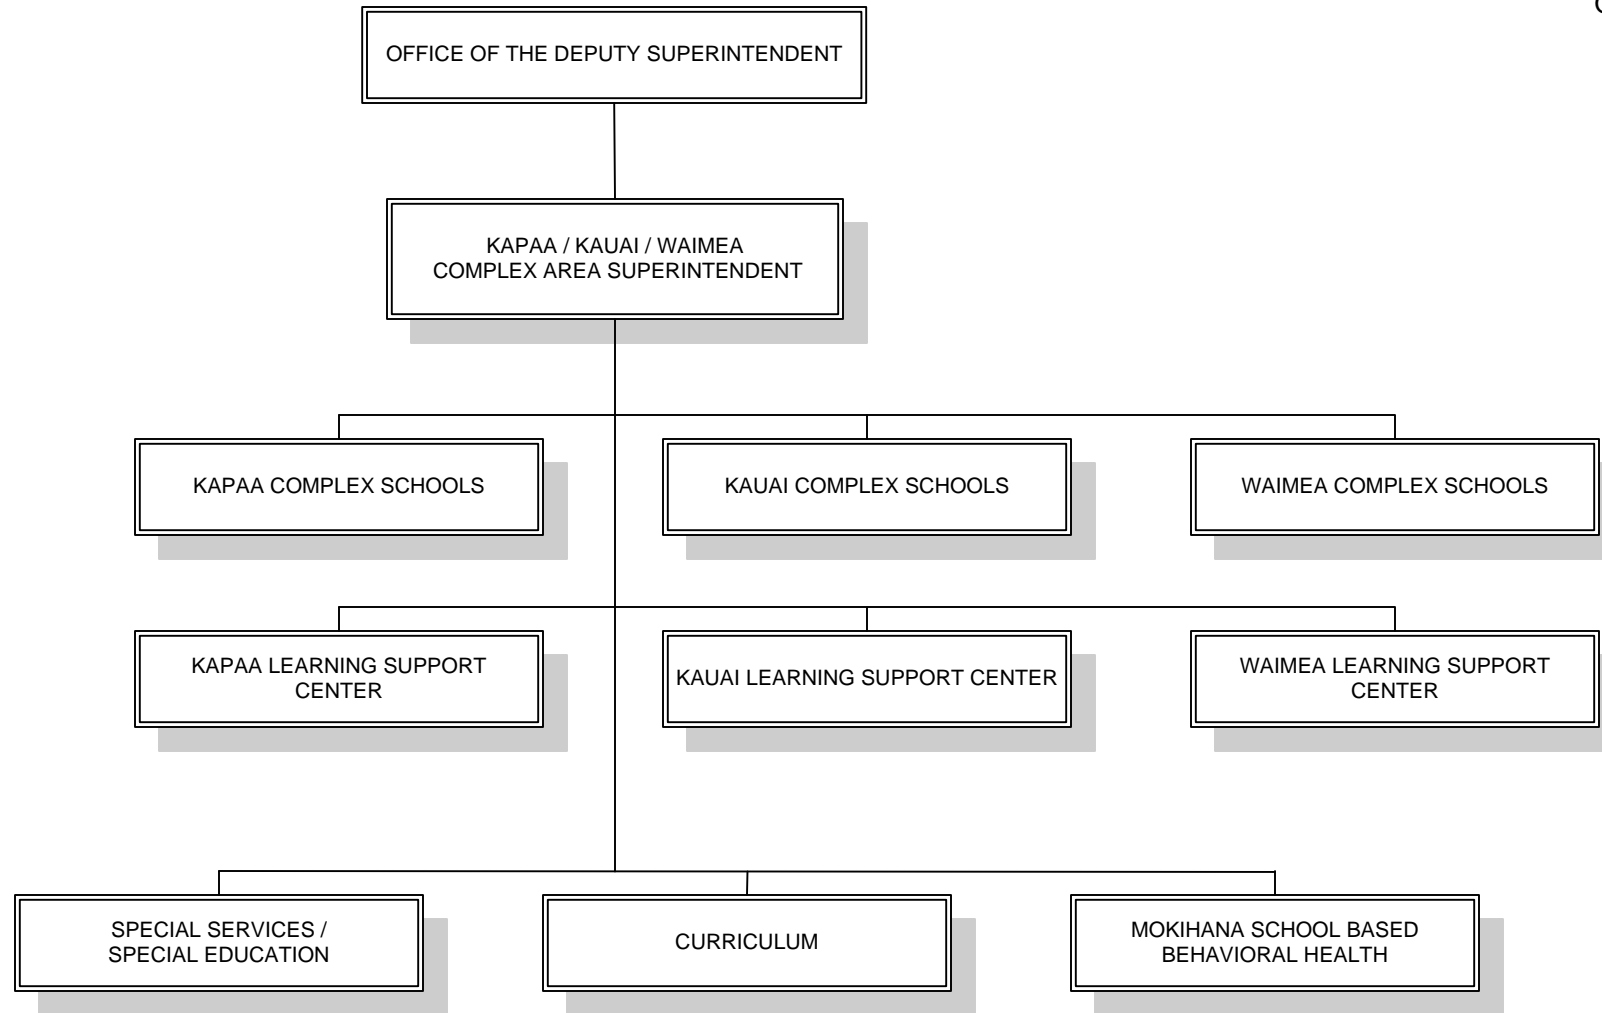 OFFICE OF THE DEPUTY SUPERINTENDENT
KAPAA / KAUAI / WAIMEA
COMPLEX AREA SUPERINTENDENT
KAPAA COMPLEX SCHOOLS
KAUAI COMPLEX SCHOOLS
WAIMEA COMPLEX SCHOOLS
KAPAA LEARNING SUPPORT
CENTER
KAUAI LEARNING SUPPORT CENTER
WAIMEA LEARNING SUPPORT
CENTER
SPECIAL SERVICES /
SPECIAL EDUCATION
CURRICULUM
MOKIHANA SCHOOL BASED
BEHAVIORAL HEALTH